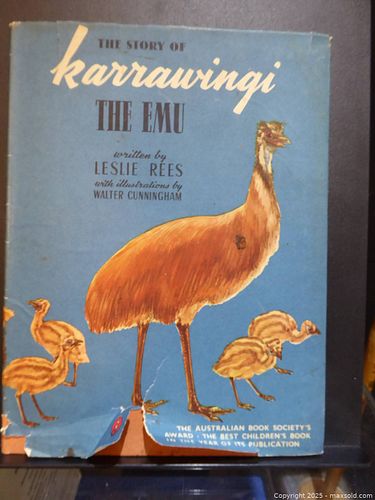 THE STORY OF
Karrawingi
THE EMU
written by
LESLIE REES
with illustrations by
WALTER CUNNINGHAM
THE AUSTRALIAN BOOK SOCIETY'S
AWARD · THE BEST CHILDREN'S BOOK
IN THE YEAR OF ITS PUBLICATION
Copyright 2025 - maxsold.com